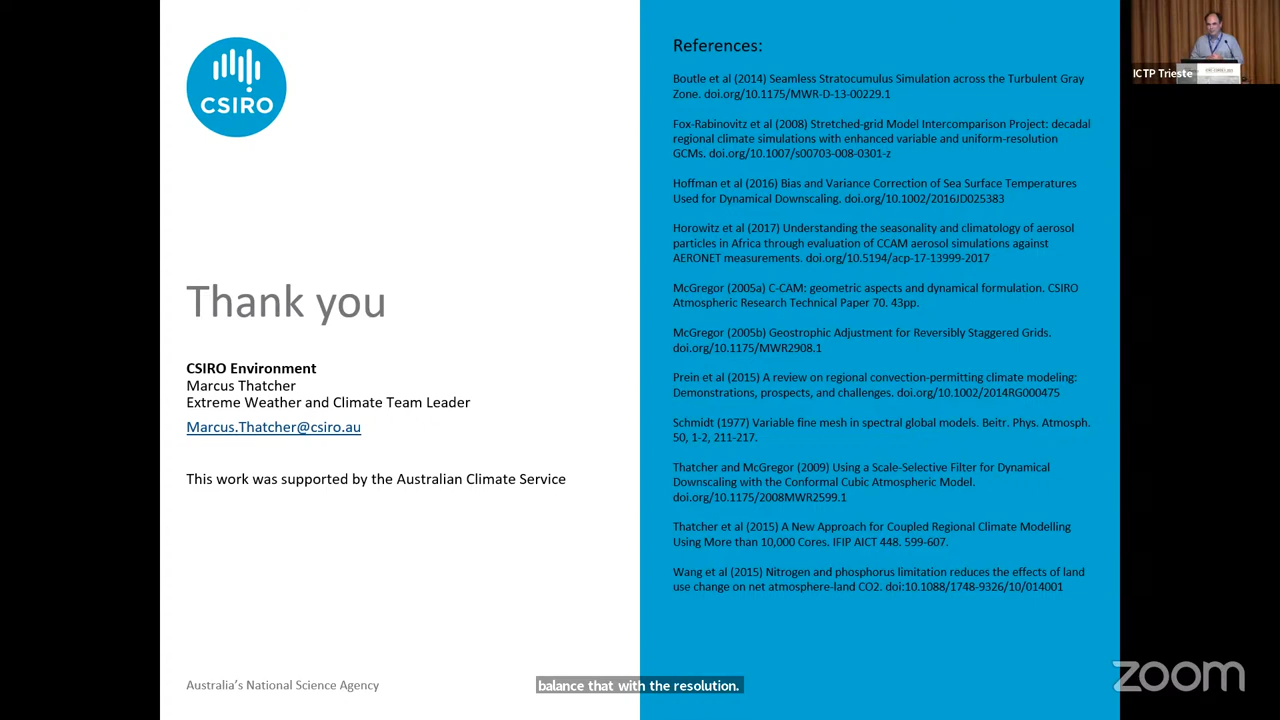 CSIRO
Thank you
CSIRO Environment
Marcus Thatcher
Extreme Weather and Climate Team Leader
Marcus.Thatcher@csiro.au
This work was supported by the Australian Climate Service
Australia's National Science Agency
References:
Boutle et al (2014) Seamless Stratocumulus Simulation across the Turbulent Gray
Zone. doi.org/10.1175/MWR-D-13-00229.1
Fox-Rabinovitz et al (2008) Stretched-grid Model Intercomparison Project: decadal
regional climate simulations with enhanced variable and uniform-resolution
GCMs. doi.org/10.1007/s00703-008-0301-z
Hoffman et al (2016) Bias and Variance Correction of Sea Surface Temperatures
Used for Dynamical Downscaling. doi.org/10.1002/2016JD025383
Horowitz et al (2017) Understanding the seasonality and climatology of aerosol
particles in Africa through evaluation of CCAM aerosol simulations against
AERONET measurements. doi.org/10.5194/acp-17-13999-2017
McGregor (2005a) C-CAM: geometric aspects and dynamical formulation. CSIRO
Atmospheric Research Technical Paper 70. 43pp.
McGregor (2005b) Geostrophic Adjustment for Reversibly Staggered Grids.
doi.org/10.1175/MWR2908.1
Prein et al (2015) A review on regional convection-permitting climate modeling:
Demonstrations, prospects, and challenges. doi.org/10.1002/2014RG000475
Schmidt (1977) Variable fine mesh in spectral global models. Beitr. Phys. Atmosph.
50, 1-2, 211-217.
Thatcher and McGregor (2009) Using a Scale-Selective Filter for Dynamical
Downscaling with the Conformal Cubic Atmospheric Model.
doi.org/10.1175/2008MWR2599.1
Thatcher et al (2015) A New Approach for Coupled Regional Climate Modelling
Using More than 10,000 Cores. IFIP AICT 448. 599-607.
Wang et al (2015) Nitrogen and phosphorus limitation reduces the effects of land
use change on net atmosphere-land CO2. doi:10.1088/1748-9326/10/014001
balance that with the resolution.
ICTP Trieste
zoom